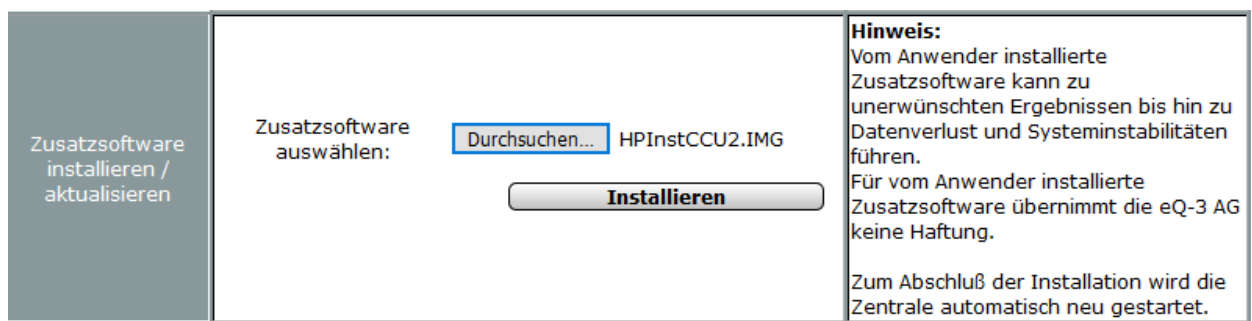 Zusatzsoftware
installieren /
aktualisieren
Zusatzsoftware
auswählen:
Durchsuchen... HPInstCCU2.IMG
Installieren
Hinweis:
Vom Anwender installierte
Zusatzsoftware kann zu
unerwünschten Ergebnissen bis hin zu
Datenverlust und Systeminstabilitäten
führen.
Für vom Anwender installierte
Zusatzsoftware übernimmt die eQ-3 AG
keine Haftung.
Zum Abschluß der Installation wird die
Zentrale automatisch neu gestartet.